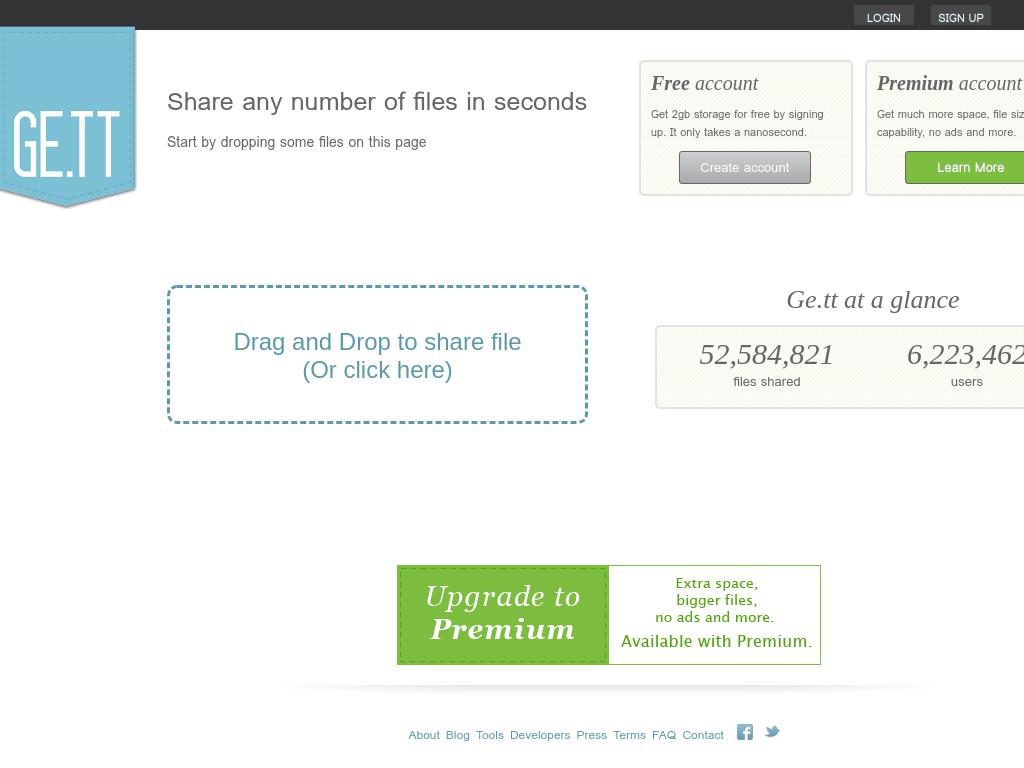 LOGIN SIGN UP
GE.TT
Share any number of files in seconds
Start by dropping some files on this page
Free account
Get 2gb storage for free by signing
up. It only takes a nanosecond.
Create account
Premium account
Get much more space, file siz
capability, no ads and more.
Learn More
Drag and Drop to share file
(Or click here)
Ge.tt at a glance
52,584,821
files shared
6,223,462
users
Upgrade to
Premium
Extra space,
bigger files,
no ads and more.
Available with Premium.
About Blog Tools Developers Press Terms FAQ Contact